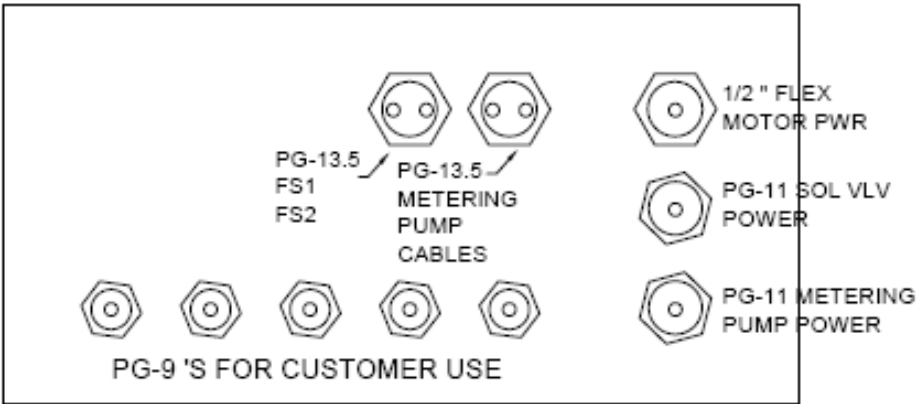 1/2 " FLEX
MOTOR PWR
PG-13.5
FS1
FS2
PG-13.5
METERING
PUMP
CABLES
PG-11 SOL VLV
POWER
PG-11 METERING
PUMP POWER
PG-9 'S FOR CUSTOMER USE